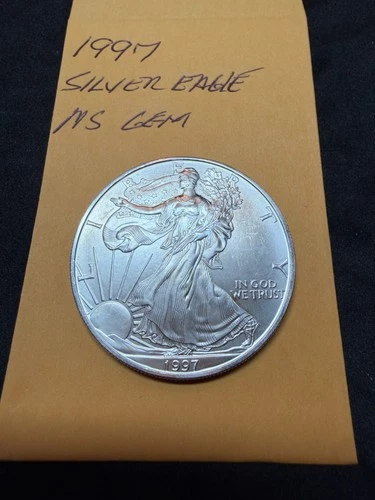 1997
SILVER EAGLE
MS GEM
LIBERTY
IN GOD
WE TRUST
1997